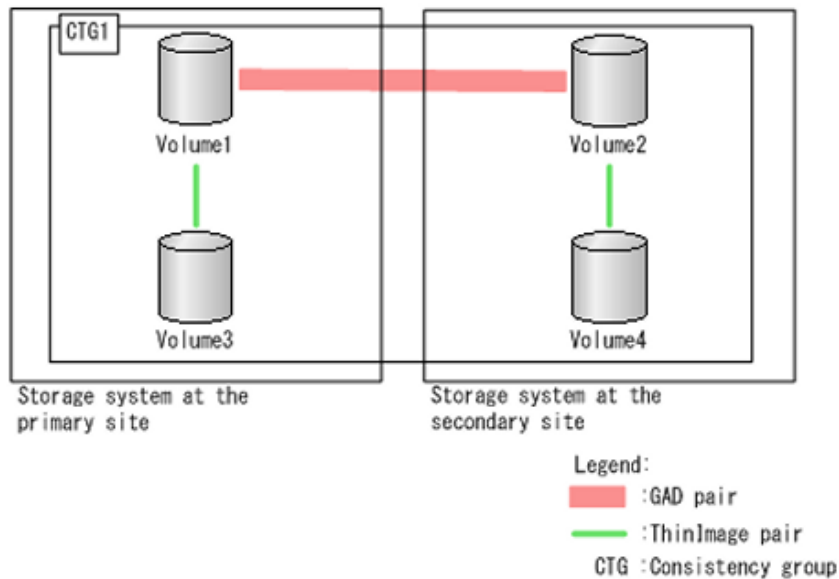 CTG1
Volume1
Volume2
Volume3
Volume4
Storage system at the
primary site
Storage system at the
secondary site
Legend:
:GAD pair
:ThinImage pair
CTG :Consistency group